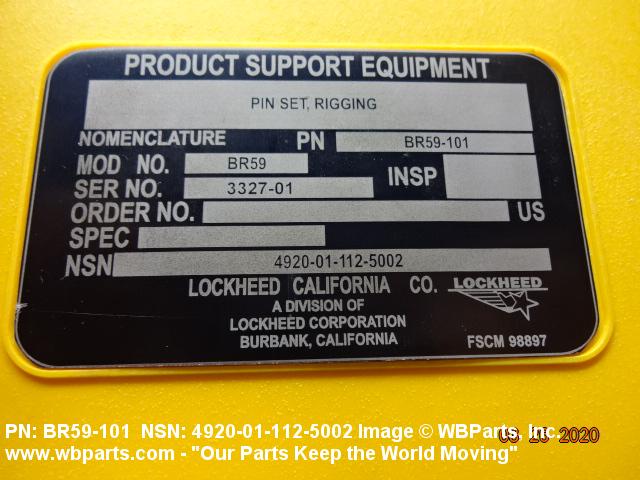 PRODUCT SUPPORT EQUIPMENT
PIN SET, RIGGING
NOMENCLATURE PN BR59-101
MOD NO. BR59
SER NO. 3327-01 INSP
ORDER NO. US
SPEC
NSN 4920-01-112-5002
LOCKHEED CALIFORNIA CO. LOCKHEED
A DIVISION OF
LOCKHEED CORPORATION
BURBANK, CALIFORNIA FSCM 98897
PN: BR59-101 NSN: 4920-01-112-5002 Image © WBParts, Inc.
2020
www.wbparts.com - "Our Parts Keep the World Moving"